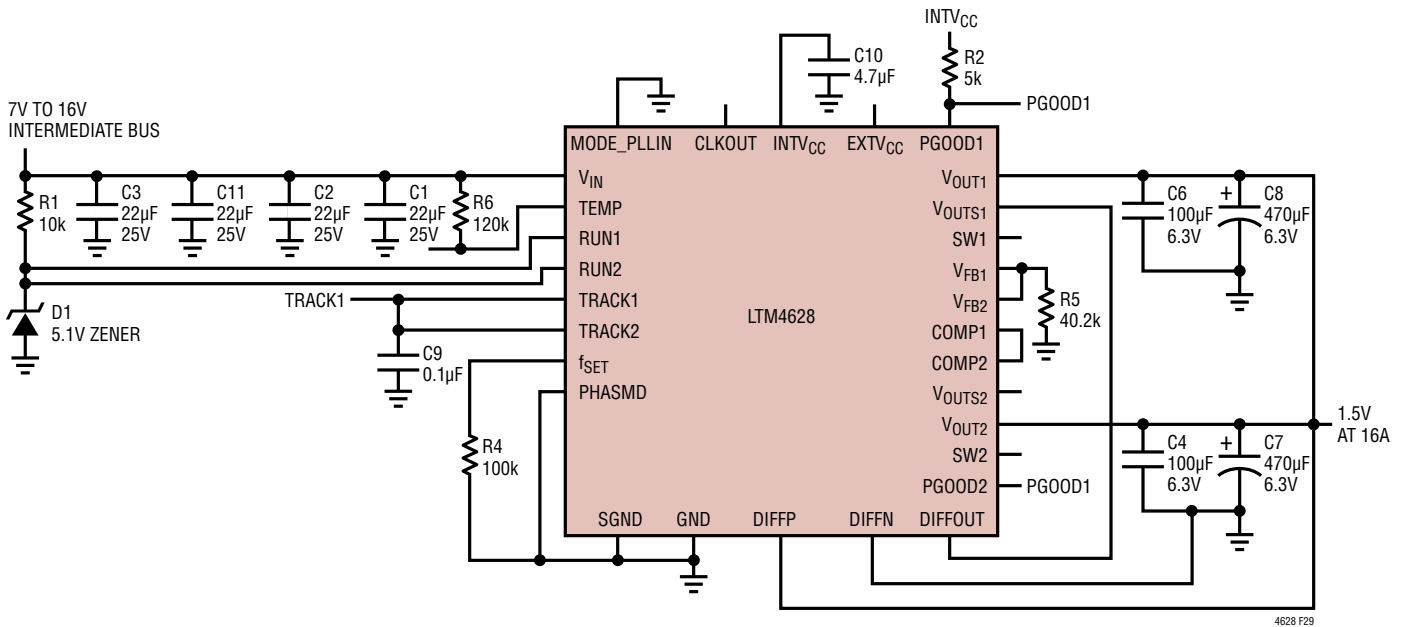 INTVCC
C10
4.7µF
R2
5k
PGOOD1
7V TO 16V
INTERMEDIATE BUS
MODE_PLLIN
CLKOUT
INTVCC
EXTVCC
PGOOD1
R1
10k
C3
22µF
25V
C11
22µF
25V
C2
22µF
25V
C1
22µF
25V
R6
120k
VIN
TEMP
RUN1
RUN2
TRACK1
TRACK1
TRACK2
fSET
PHASMD
D1
5.1V ZENER
C9
0.1µF
R4
100k
LTM4628
VOUT1
VOUTS1
SW1
VFB1
VFB2
COMP1
COMP2
VOUTS2
VOUT2
SW2
PGOOD2
PGOOD1
C6
100µF
6.3V
+
C8
470µF
6.3V
R5
40.2k
1.5V
AT 16A
C4
100µF
6.3V
+
C7
470µF
6.3V
SGND
GND
DIFFP
DIFFN
DIFFOUT
4628 F29